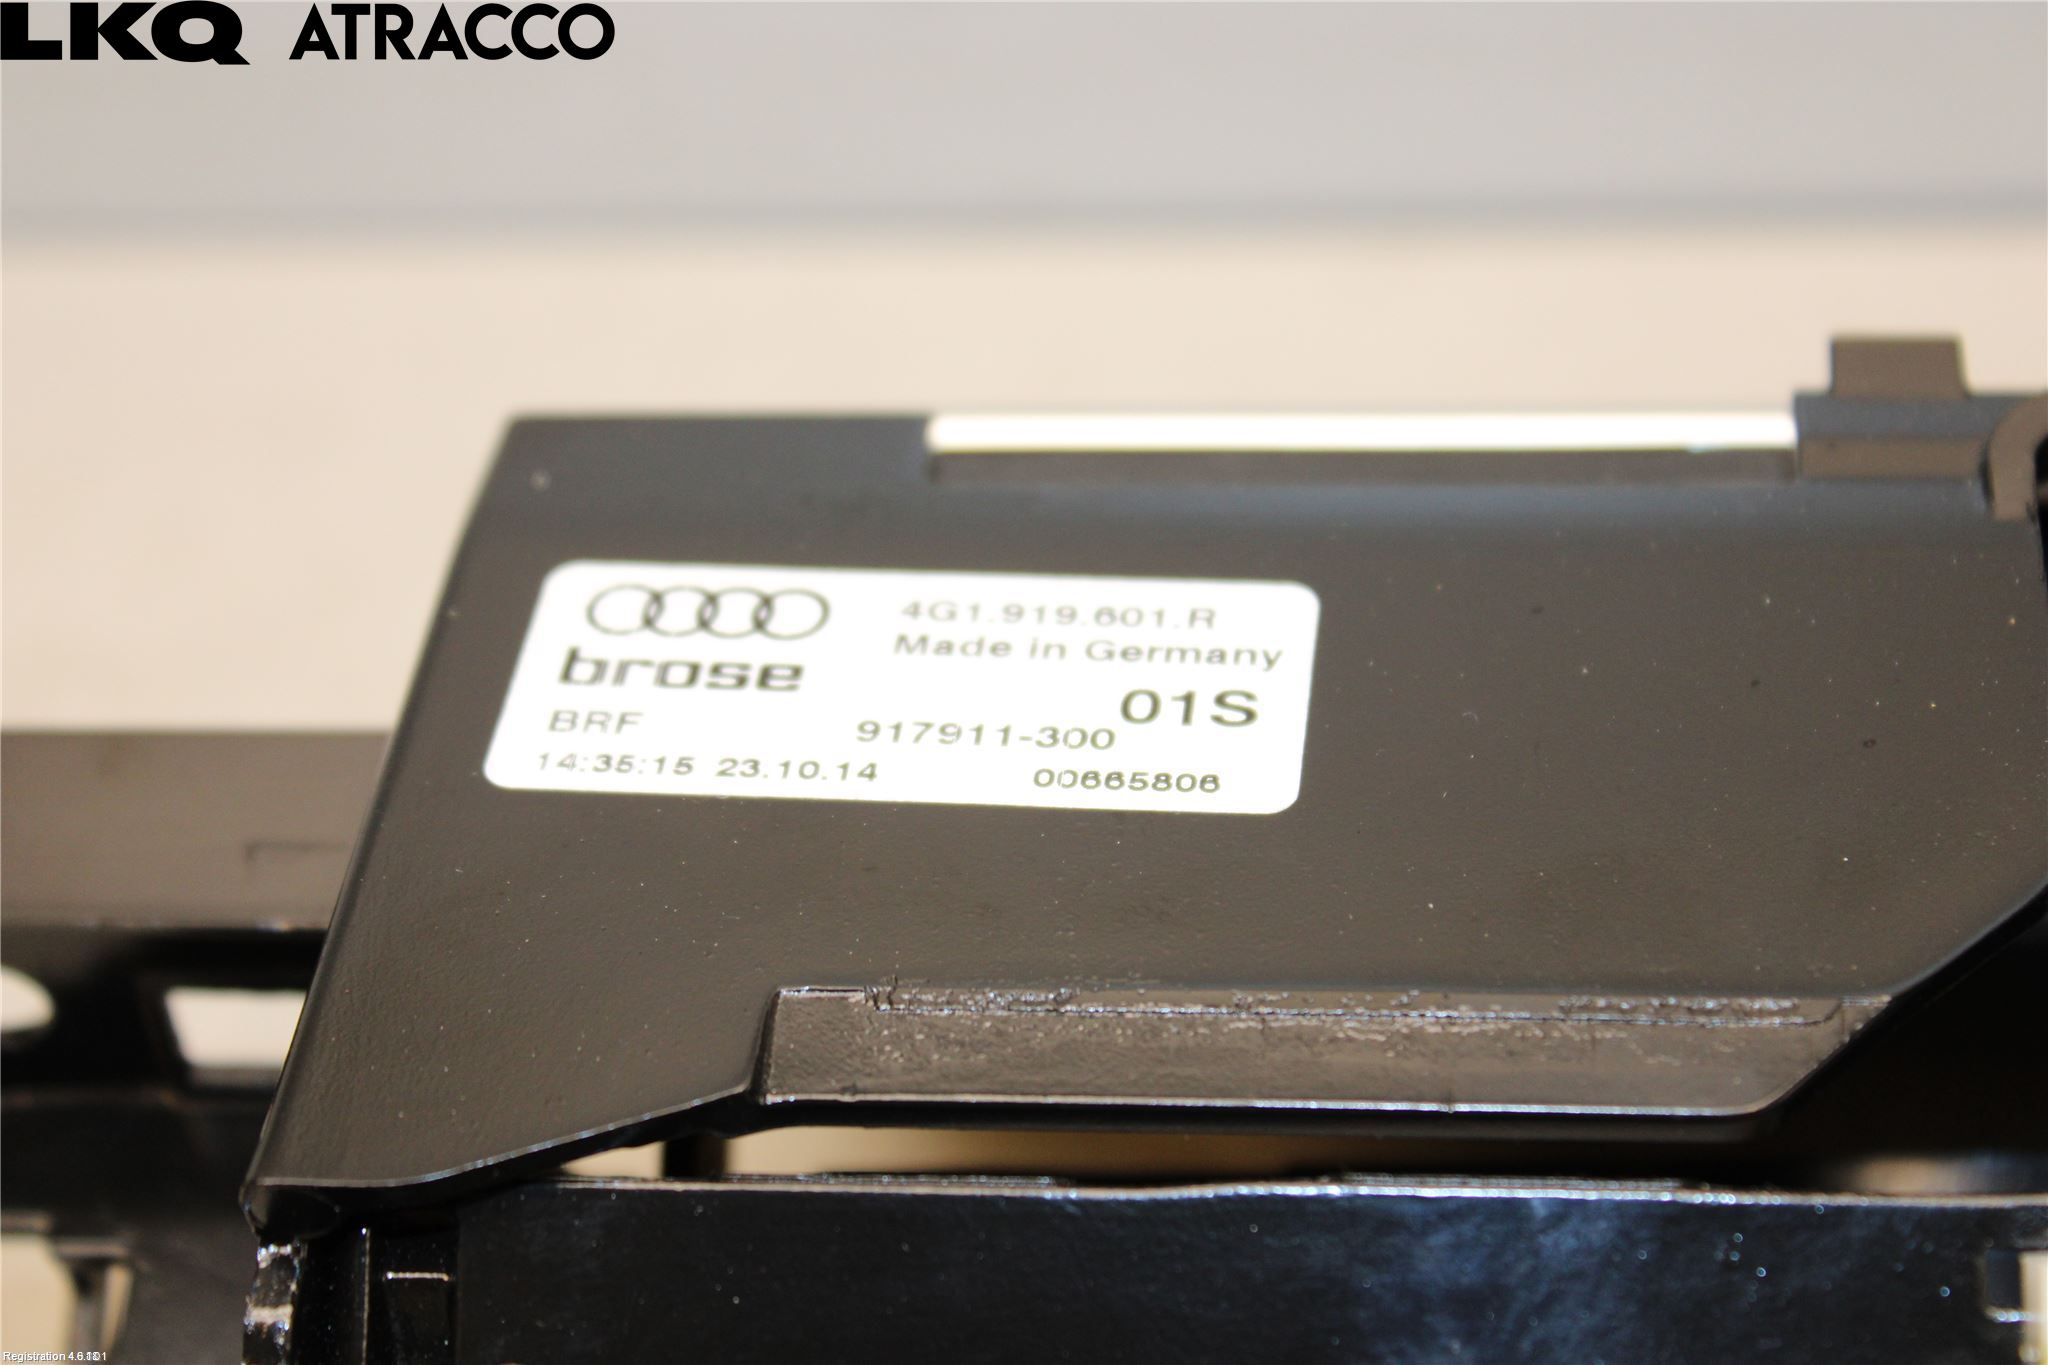 LKQ ATRACCO
4G1.919.601.R
Made in Germany
brose
01S
BRF 917911-300
14:35:15 23.10.14 00665806
Registration